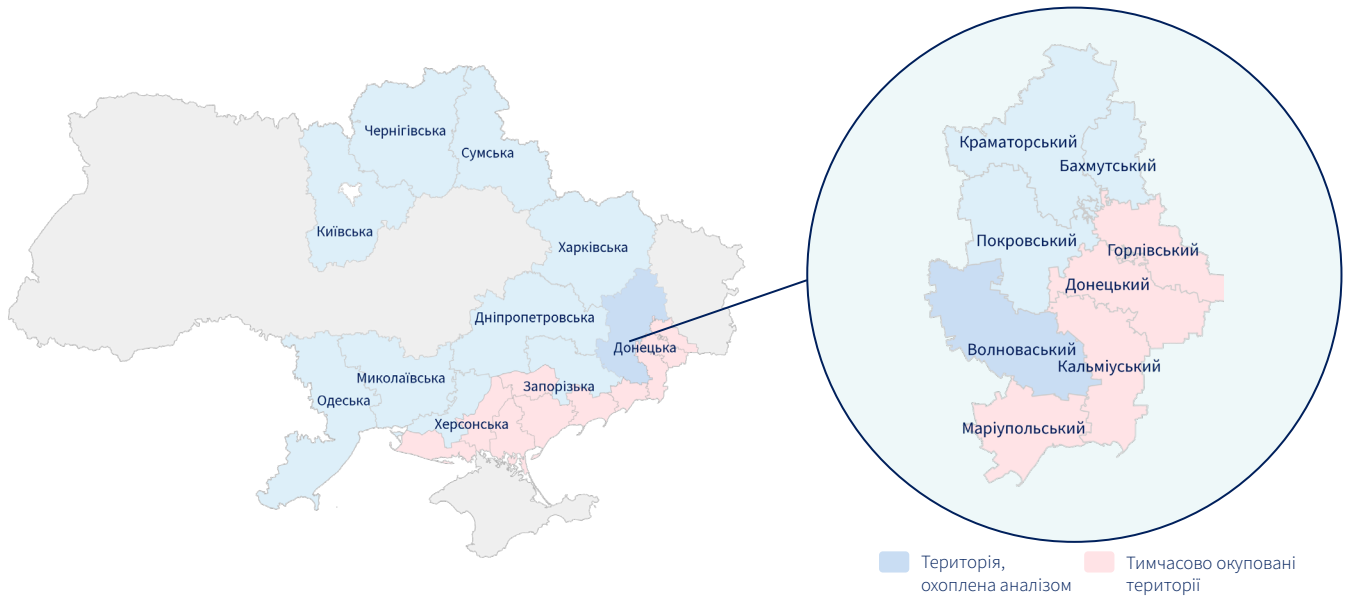 Чернігівська
Сумська
Київська
Харківська
Дніпропетровська
Донецька
Миколаївська
Запорізька
Одеська
Херсонська
Краматорський
Бахмутський
Покровський
Горлівський
Донецький
Волноваський
Кальміуський
Маріупольський
Територія,
охоплена аналізом
Тимчасово окуповані
території